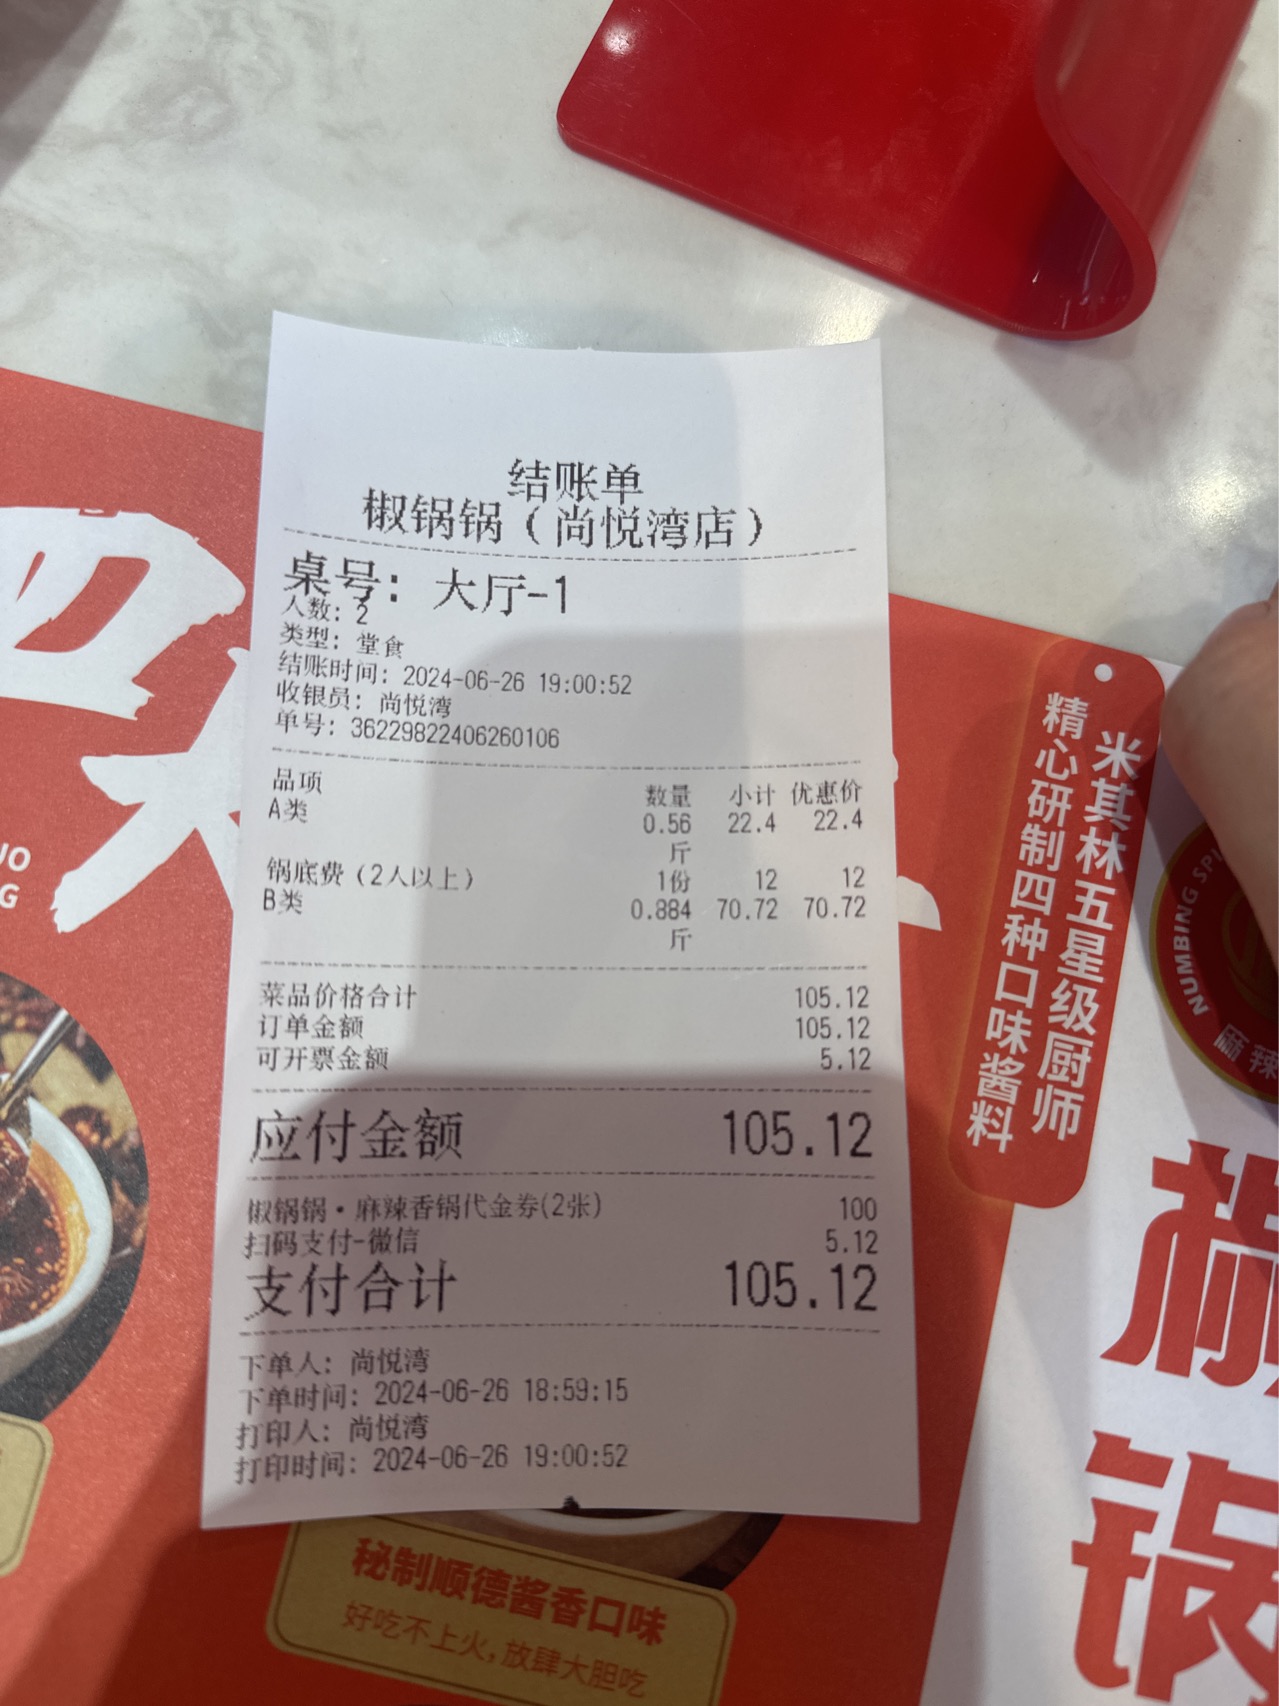 结账单
椒锅锅（尚悦湾店）
桌号：大厅-1
人数：2
类型：堂食
结账时间：2024-06-26 19:00:52
收银员：尚悦湾
单号：362298822406260106
品项 数量 小计 优惠价
A类 0.56斤 22.4 22.4
锅底费（2人以上） 1份 12 12
B类 0.884斤 70.72 70.72
菜品价格合计 105.12
订单金额 105.12
可开票金额 5.12
应付金额 105.12
椒锅锅·麻辣香锅代金券(2张) 100
扫码支付-微信 5.12
支付合计 105.12
下单人：尚悦湾
下单时间：2024-06-26 18:59:15
打印人：尚悦湾
打印时间：2024-06-26 19:00:52
米其林五星级厨师
精心研制四种口味酱料
NUMBING
麻辣
椒
锅
秘制顺德酱香口味
好吃不上火，放肆大胆吃